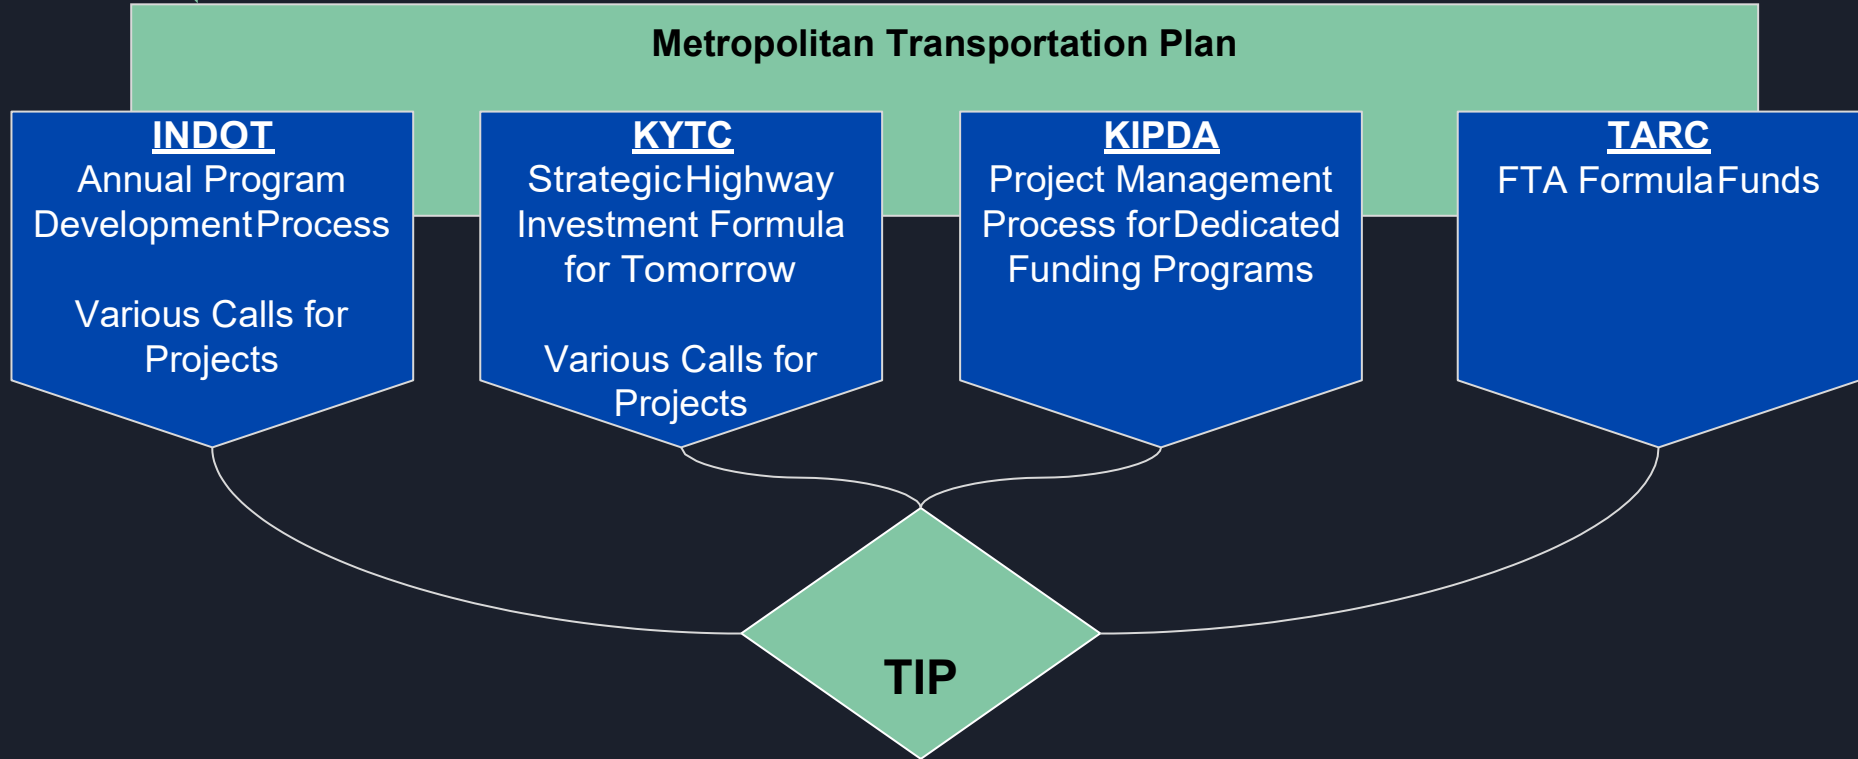 Metropolitan Transportation Plan
INDOT
Annual Program
Development Process
Various Calls for
Projects
KYTC
Strategic Highway
Investment Formula
for Tomorrow
Various Calls for
Projects
KIPDA
Project Management
Process for Dedicated
Funding Programs
TARC
FTA Formula Funds
TIP